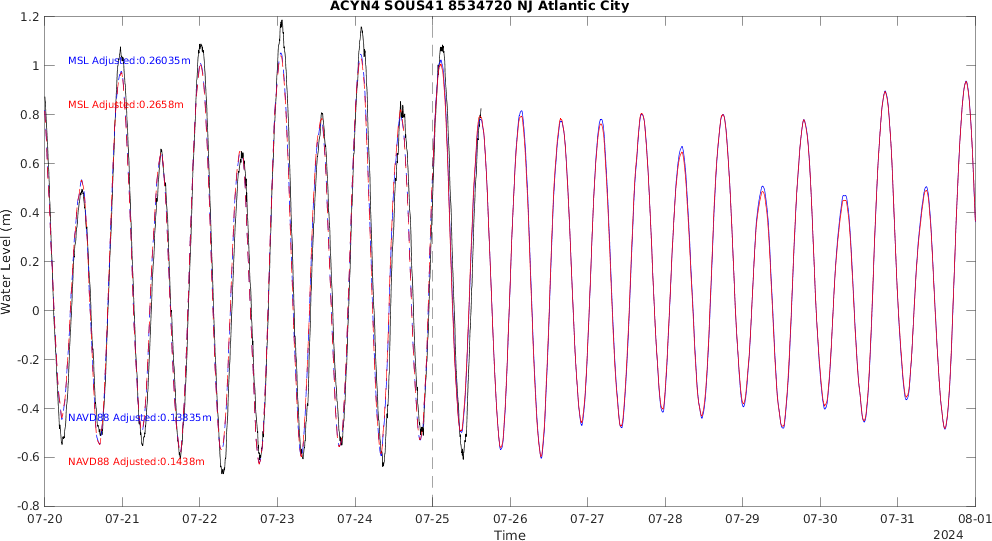 ACYN4 SOUS41 8534720 NJ Atlantic City
1.2
1
0.8
0.6
0.4
0.2
0
-0.2
-0.4
-0.6
-0.8
Water Level (m)
MSL Adjusted:0.26035m
MSL Adjusted:0.2658m
NAVD88 Adjusted:0.13835m
NAVD88 Adjusted:0.1438m
07-20 07-21 07-22 07-23 07-24 07-25 07-26 07-27 07-28 07-29 07-30 07-31 08-01
Time
2024